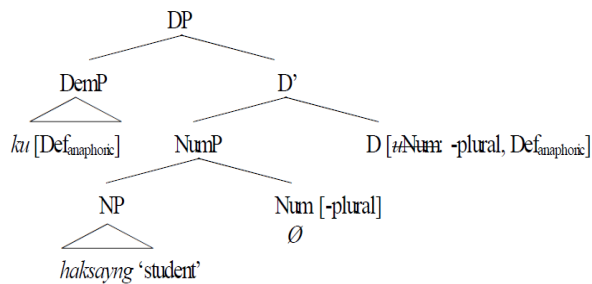 DP
DemP D’
ku [Defanaphoric] NumP D [uNum: -plural, Defanaphoric]
NP Num [-plural]
Ø
haksayng ‘student’